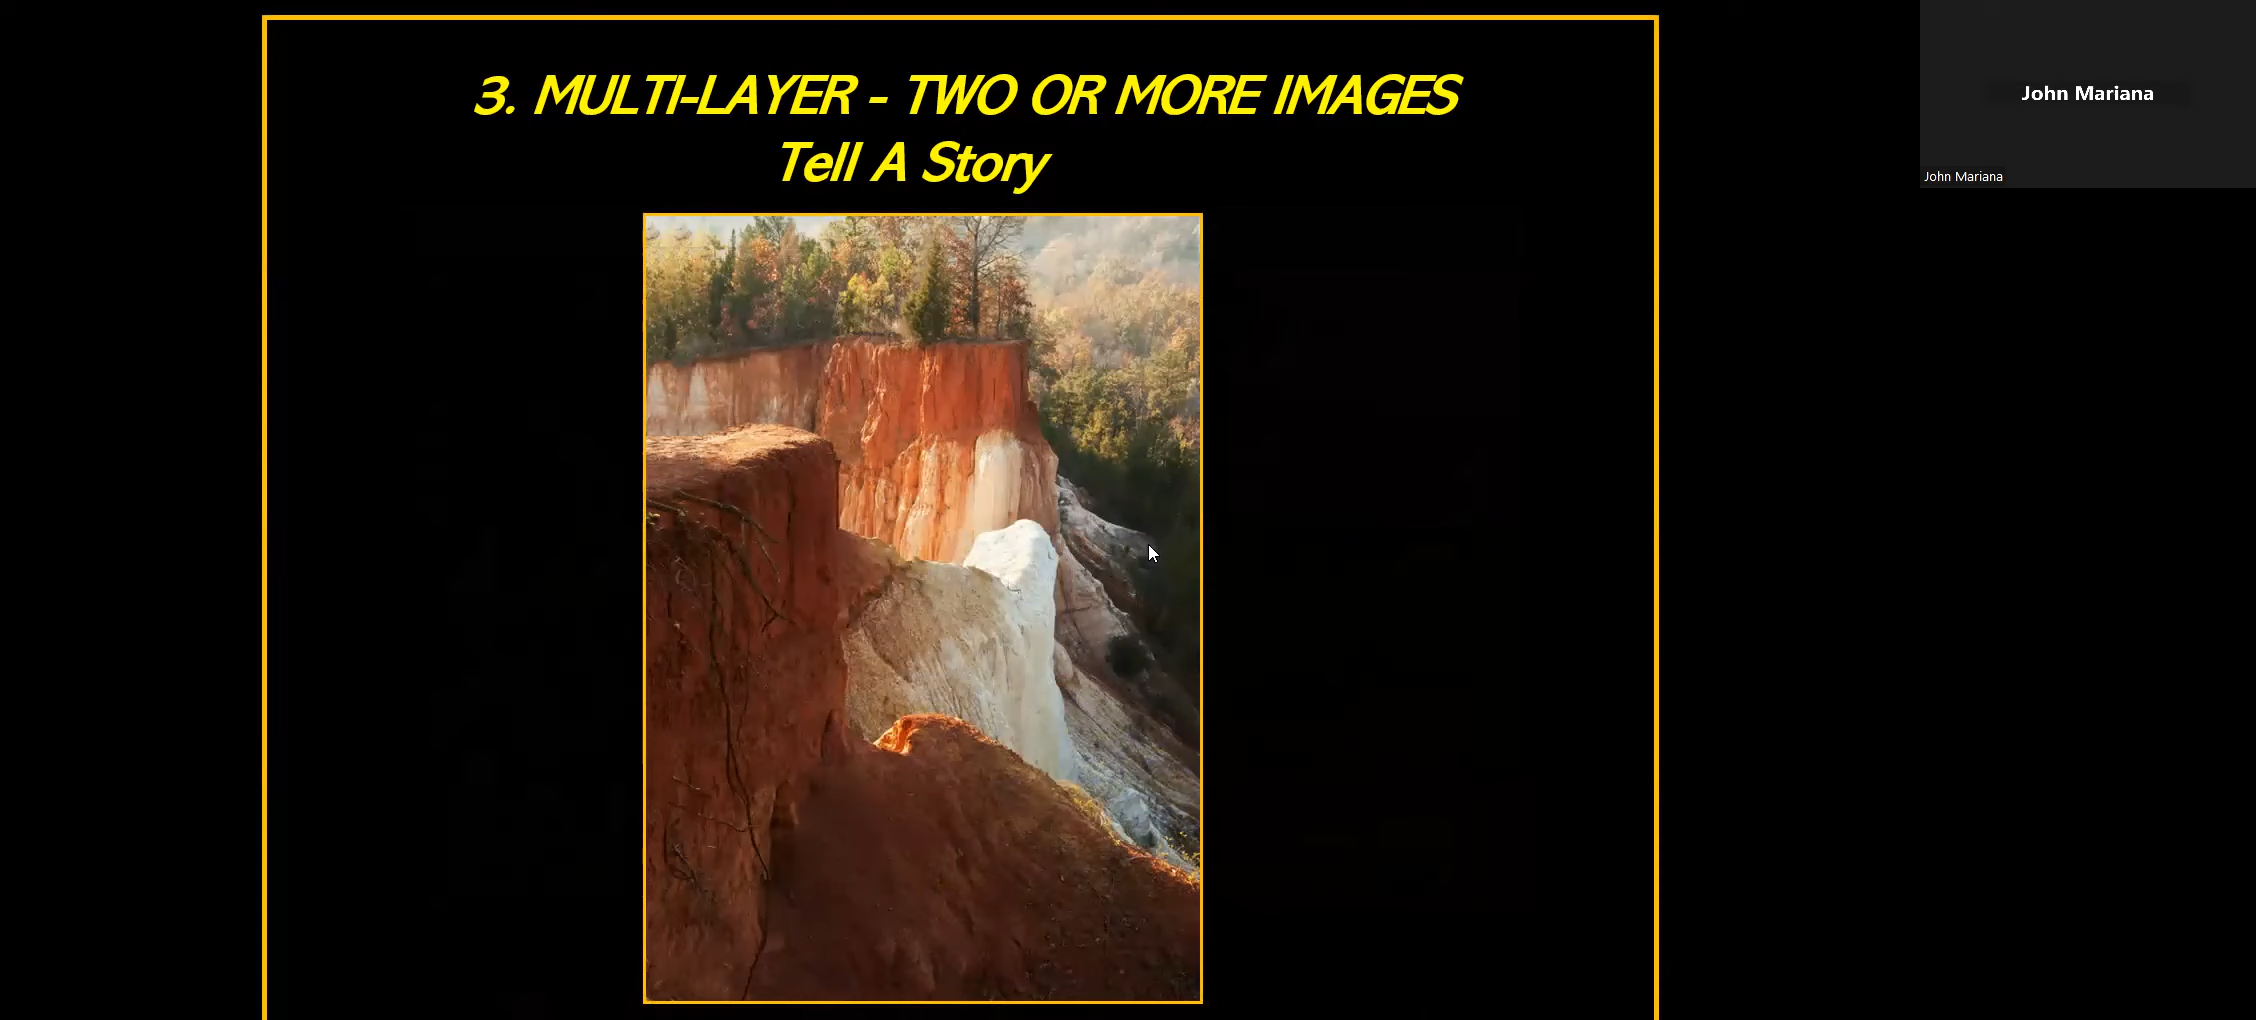 3. MULTI-LAYER - TWO OR MORE IMAGES
Tell A Story
John Mariana
John Mariana